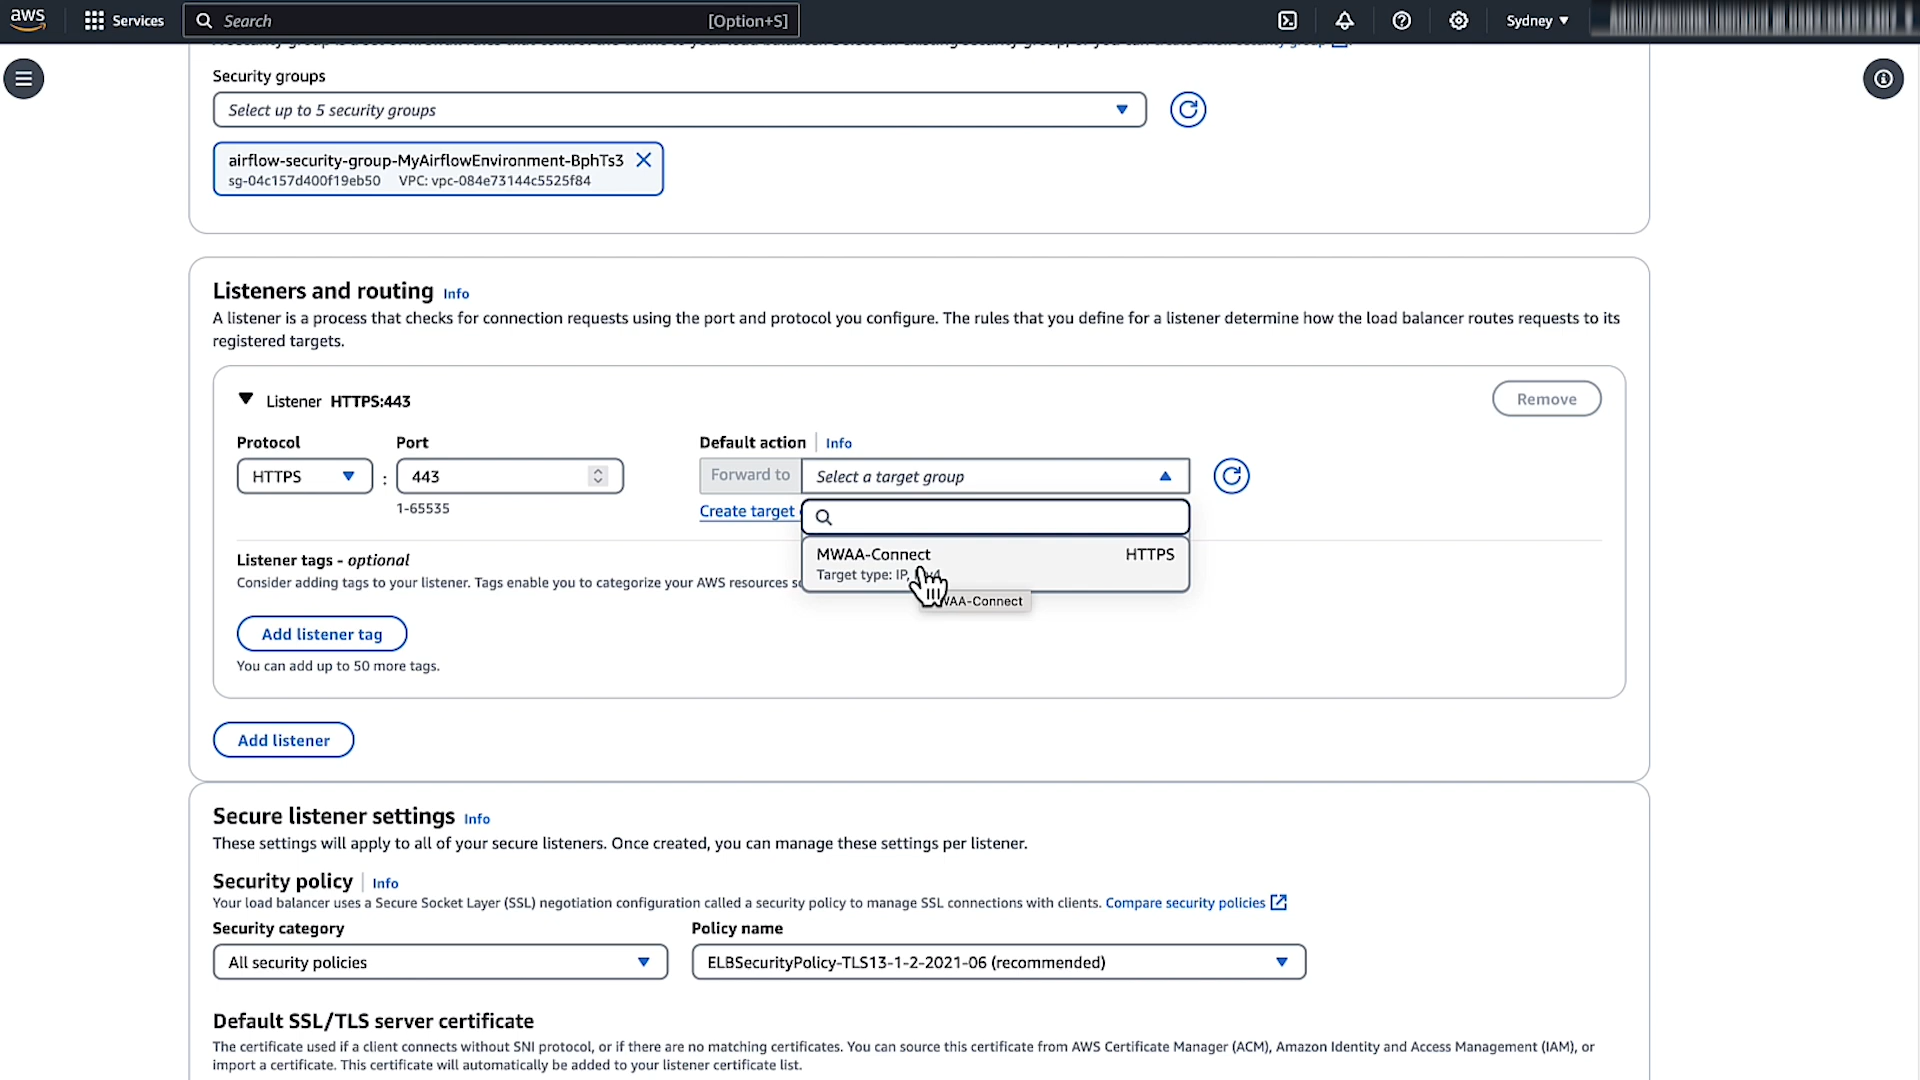 aws
Services
Search
[Option+S]
Sydney
Security groups
Select up to 5 security groups
airflow-security-group-MyAirflowEnvironment-BphTs3
sg-04c157d400f19eb50 VPC: vpc-084e73144c5525f84
Listeners and routing Info
A listener is a process that checks for connection requests using the port and protocol you configure. The rules that you define for a listener determine how the load balancer routes requests to its
registered targets.
Listener HTTPS:443
Remove
Protocol
Port
Default action
Info
HTTPS
:
443
Forward to
Select a target group
1-65535
Create target
MWAA-Connect
HTTPS
Target type: IP,
Listener tags - optional
Consider adding tags to your listener. Tags enable you to categorize your AWS resources
WAA-Connect
Add listener tag
You can add up to 50 more tags.
Add listener
Secure listener settings Info
These settings will apply to all of your secure listeners. Once created, you can manage these settings per listener.
Security policy
Info
Your load balancer uses a Secure Socket Layer (SSL) negotiation configuration called a security policy to manage SSL connections with clients. Compare security policies
Security category
Policy name
All security policies
ELBSecurityPolicy-TLS13-1-2-2021-06 (recommended)
Default SSL/TLS server certificate
The certificate used if a client connects without SNI protocol, or if there are no matching certificates. You can source this certificate from AWS Certificate Manager (ACM), Amazon Identity and Access Management (IAM), or
import a certificate. This certificate will automatically be added to your listener certificate list.